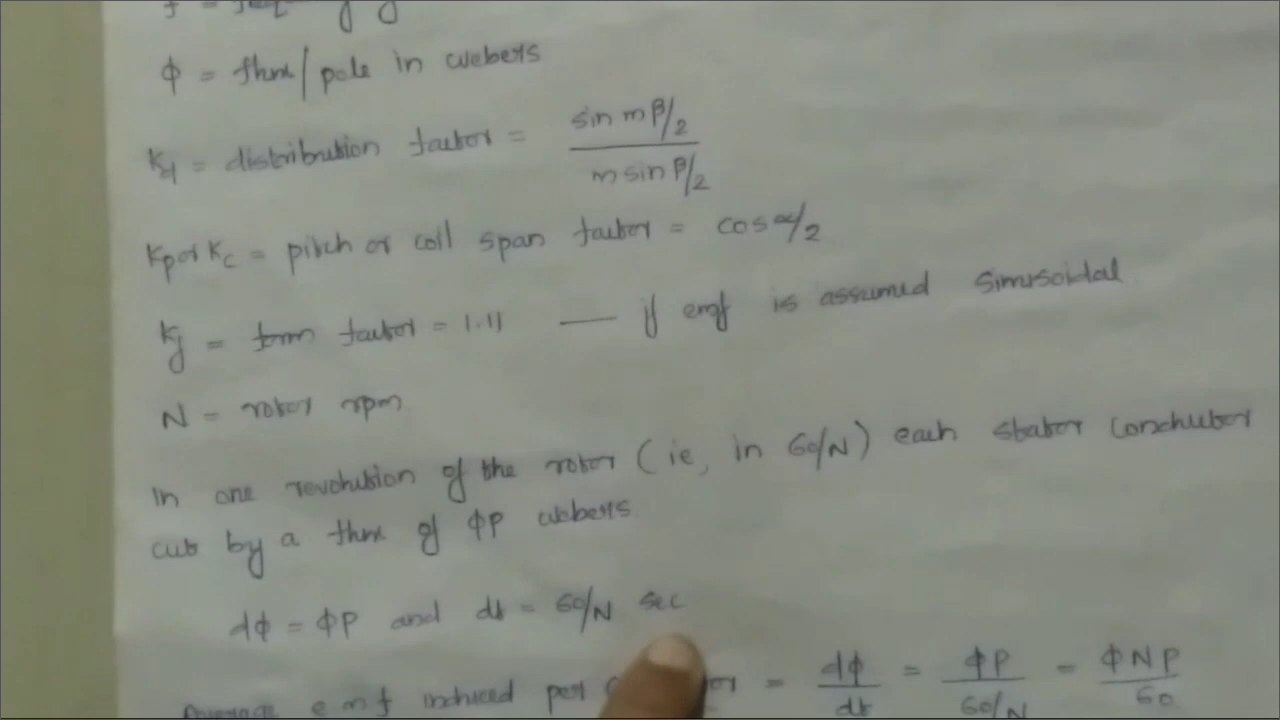 ϕ = flux/pole in webers
Kd = distribution factor = sin mβ/2 / m sin β/2
Kp or Kc = pitch or coil span factor = cos α/2
Kf = form factor = 1.11 — if emf is assumed sinusoidal
N = rotor rpm
In one revolution of the rotor (ie, in 60/N) each stator conductor
cut by a flux of ϕP webers
dϕ = ϕP and dt = 60/N sec
Average e m f induced per = dϕ/dt = ϕP / 60/N = ϕNP / 60